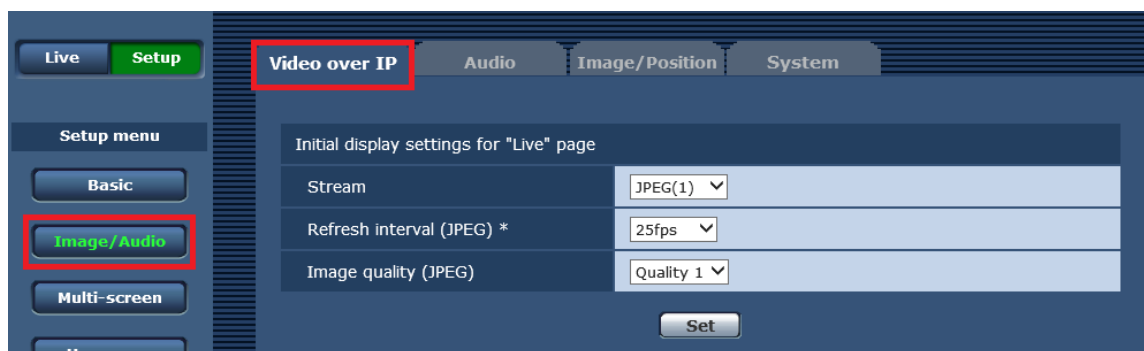 Live Setup
Video over IP Audio Image/Position System
Setup menu
Initial display settings for "Live" page
Basic
Stream JPEG(1)
Image/Audio
Refresh interval (JPEG) * 25fps
Image quality (JPEG) Quality 1
Multi-screen
Set